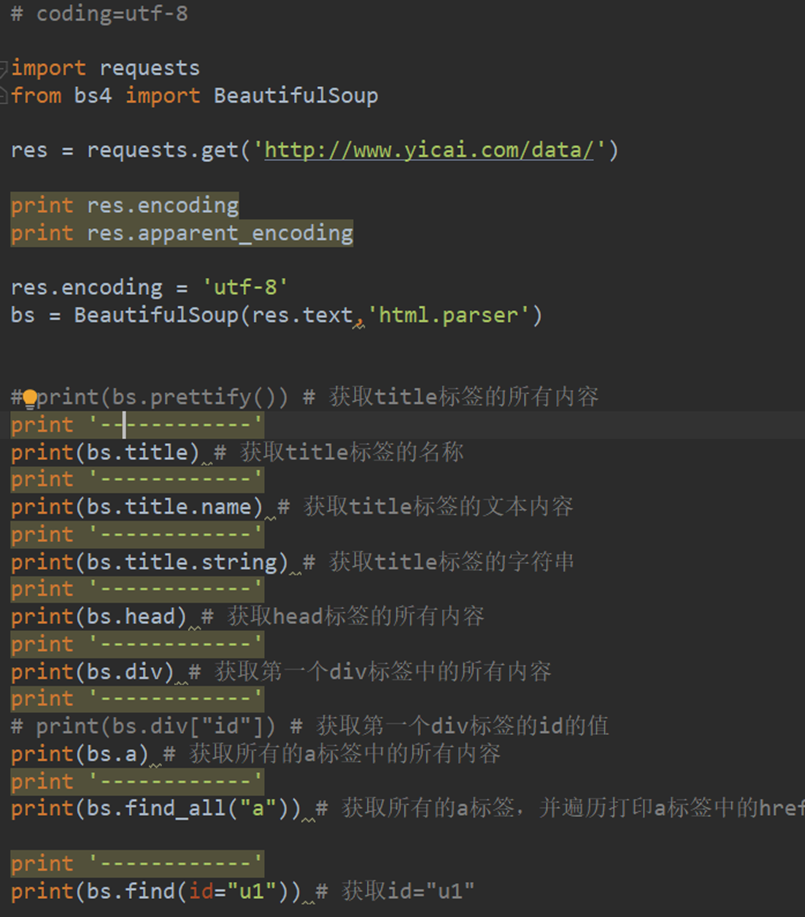 # coding=utf-8
import requests
from bs4 import BeautifulSoup
res = requests.get('http://www.yicai.com/data/')
print res.encoding
print res.apparent_encoding
res.encoding = 'utf-8'
bs = BeautifulSoup(res.text,'html.parser')
# print(bs.prettify()) # 获取title标签的所有内容
print '------------'
print(bs.title) # 获取title标签的名称
print '------------'
print(bs.title.name) # 获取title标签的文本内容
print '------------'
print(bs.title.string) # 获取title标签的字符串
print '------------'
print(bs.head) # 获取head标签的所有内容
print '------------'
print(bs.div) # 获取第一个div标签中的所有内容
print '------------'
# print(bs.div["id"]) # 获取第一个div标签的id的值
print(bs.a) # 获取所有的a标签中的所有内容
print '------------'
print(bs.find_all("a")) # 获取所有的a标签，并遍历打印a标签中的href
print '------------'
print(bs.find(id="u1")) # 获取id="u1"